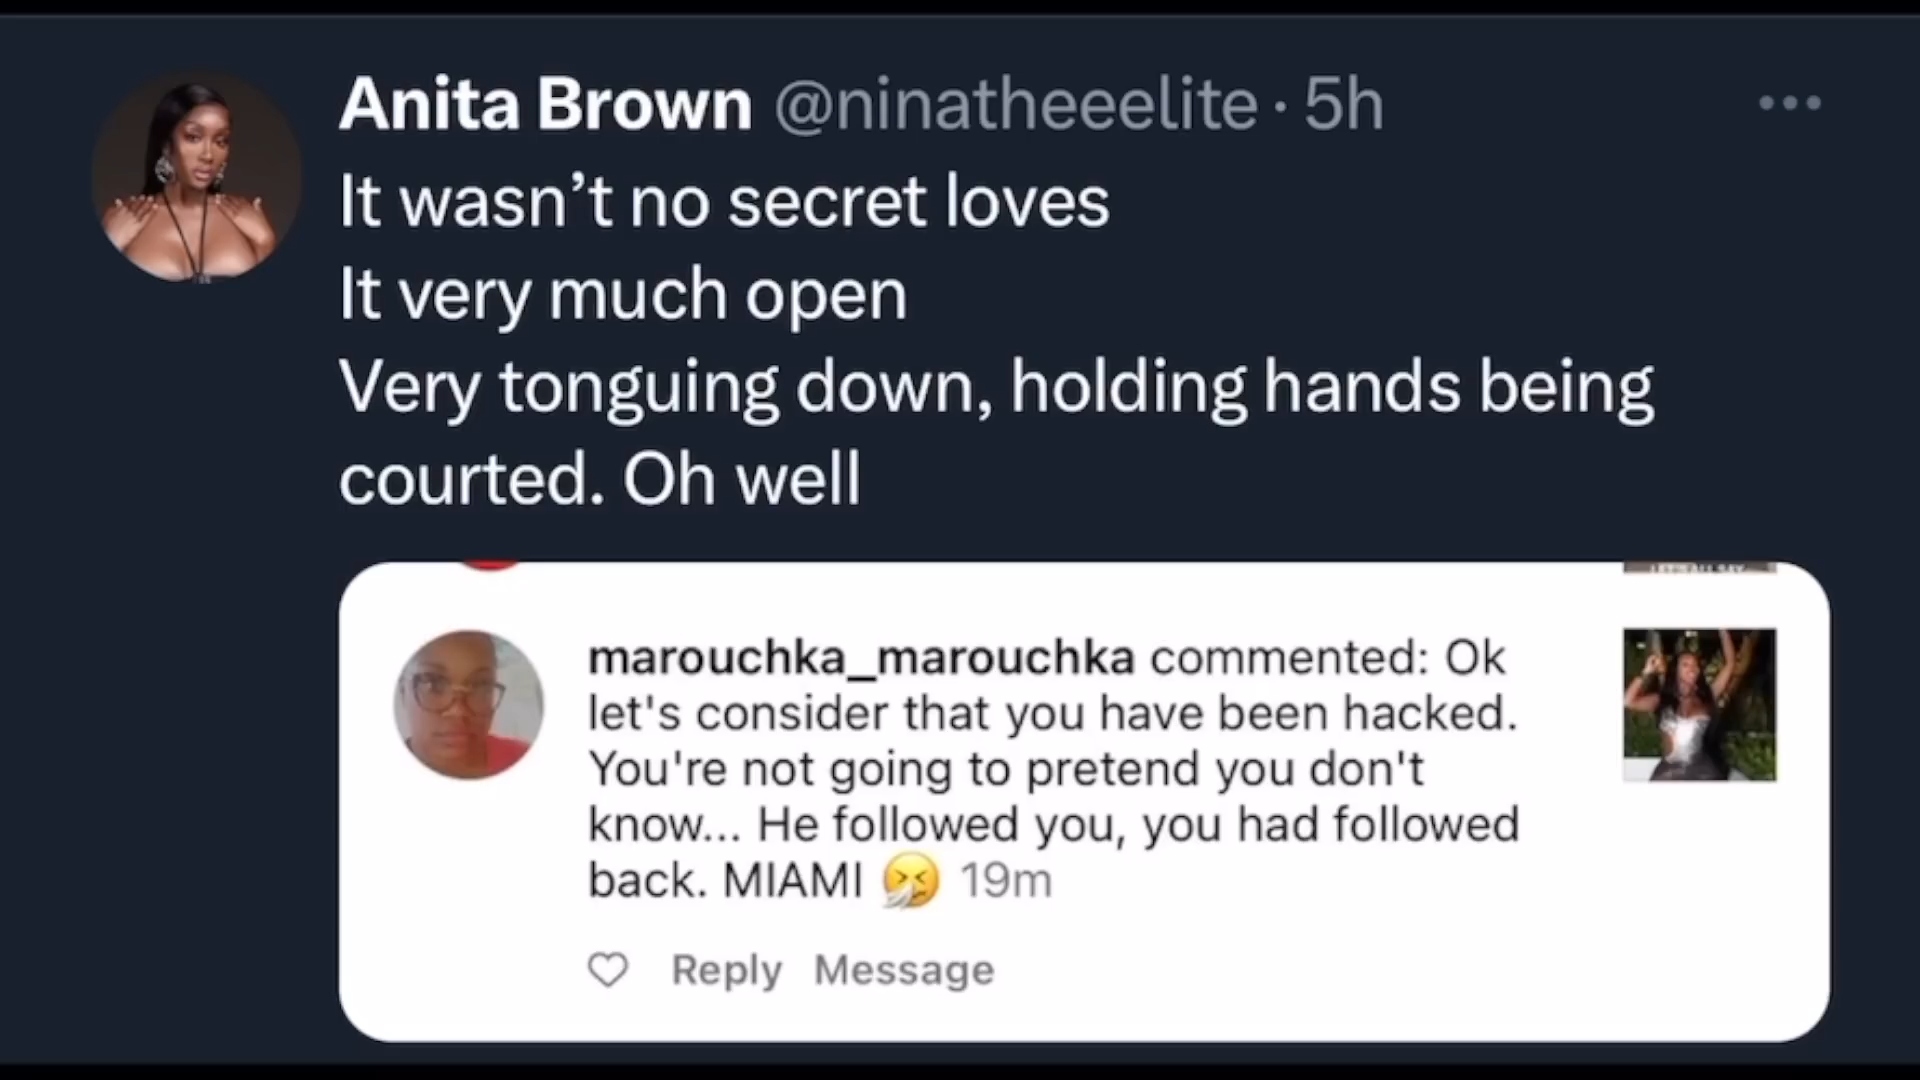 Anita Brown @ninatheeelite · 5h
It wasn’t no secret loves
It very much open
Very tonguing down, holding hands being
courted. Oh well
marouchka_marouchka commented: Ok
let's consider that you have been hacked.
You're not going to pretend you don't
know... He followed you, you had followed
back. MIAMI 🤧 19m
Reply Message